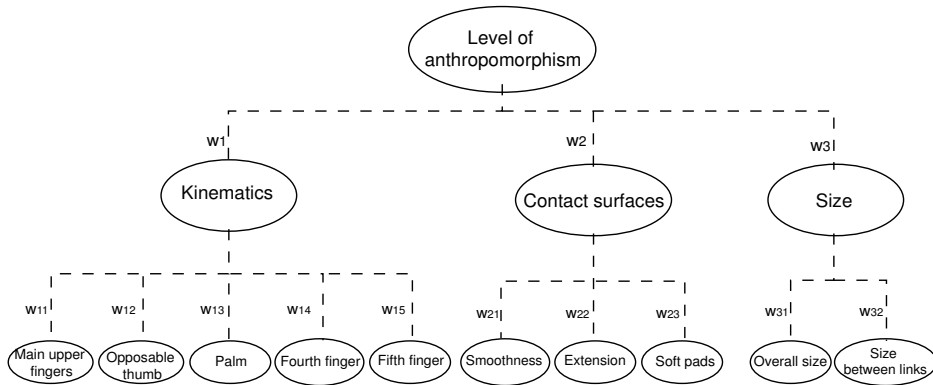 Level of
anthropomorphism
w1
w2
w3
Kinematics
Contact surfaces
Size
w11
w12
w13
w14
w15
w21
w22
w23
w31
w32
Main upper
fingers
Opposable
thumb
Palm
Fourth finger
Fifth finger
Smoothness
Extension
Soft pads
Overall size
Size
between links